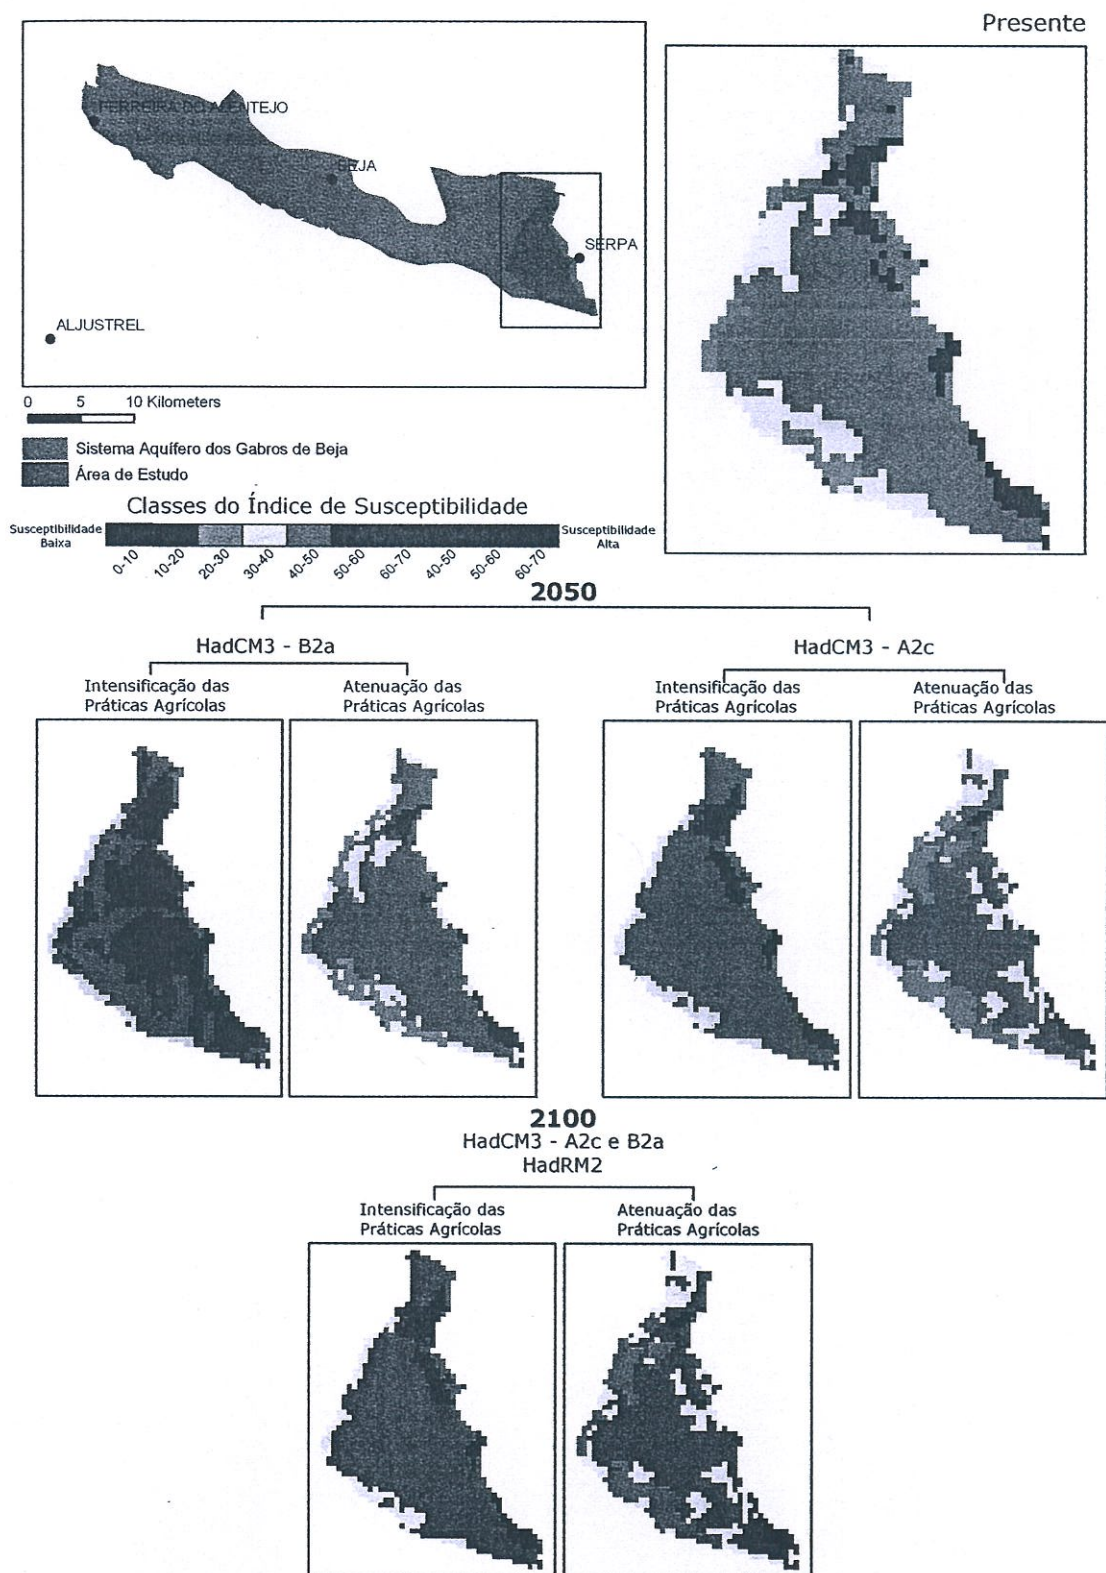 Presente
FERREIRA DO ALENTEJO
BEJA
SERPA
ALJUSTREL
0 5 10 Kilometers
Sistema Aquífero dos Gabros de Beja
Área de Estudo
Classes do Índice de Susceptibilidade
Susceptibilidade
Baixa
Susceptibilidade
Alta
0-10 10-20 20-30 30-40 40-50 50-60 60-70 40-50 50-60 60-70
2050
HadCM3 - B2a
HadCM3 - A2c
Intensificação das
Práticas Agrícolas
Atenuação das
Práticas Agrícolas
Intensificação das
Práticas Agrícolas
Atenuação das
Práticas Agrícolas
2100
HadCM3 - A2c e B2a
HadRM2
Intensificação das
Práticas Agrícolas
Atenuação das
Práticas Agrícolas